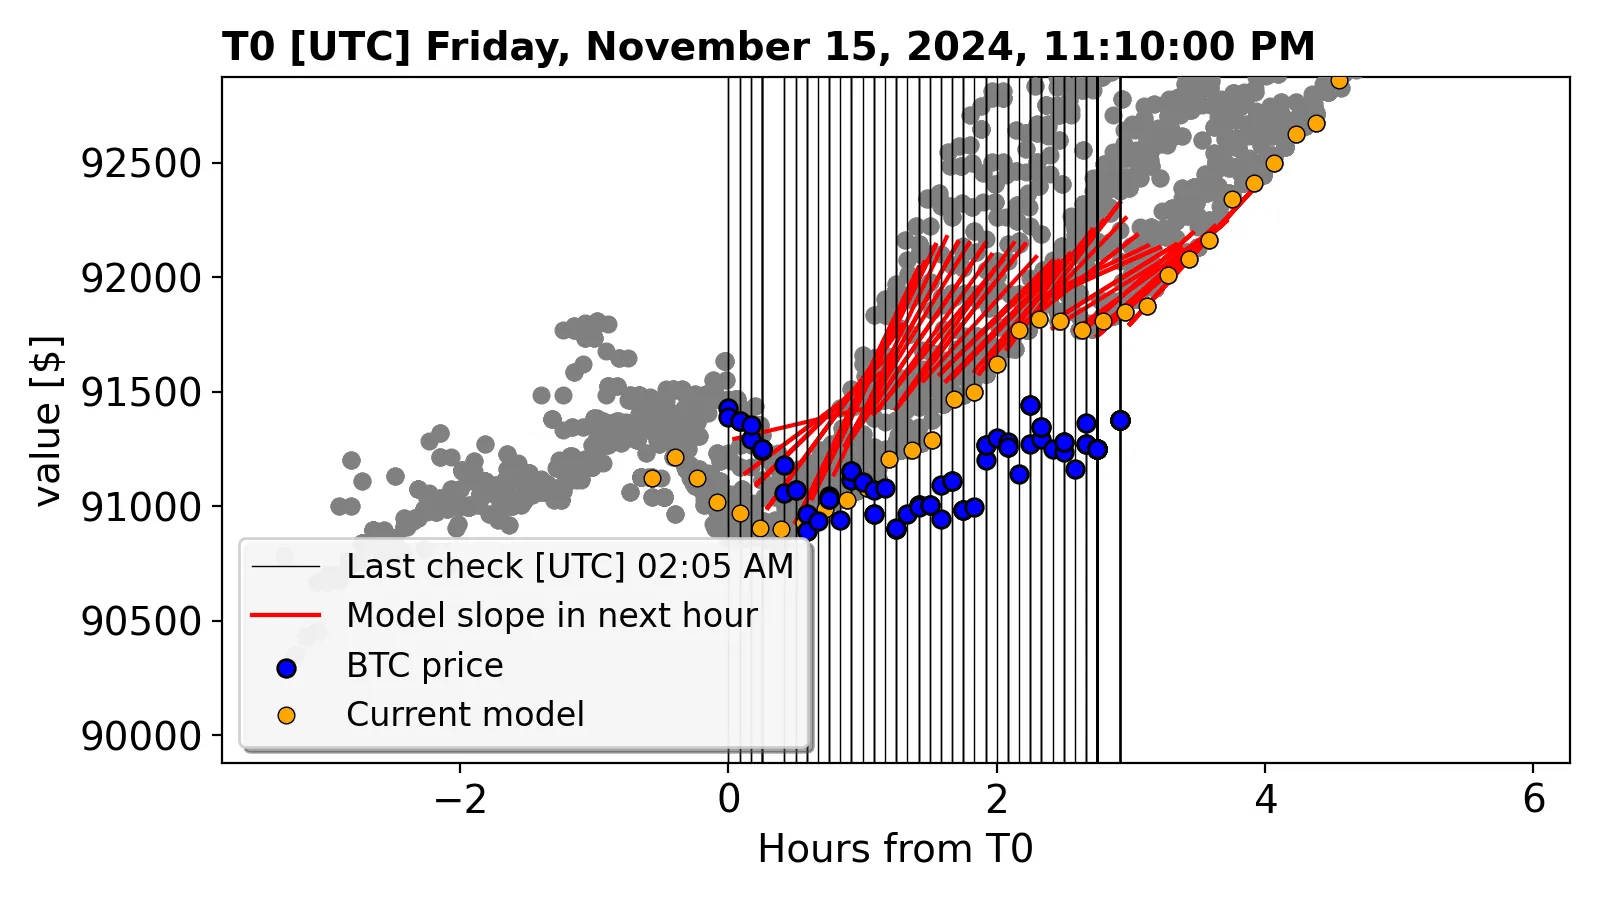 T0 [UTC] Friday, November 15, 2024, 11:10:00 PM
value [$]
92500
92000
91500
91000
90500
90000
Last check [UTC] 02:05 AM
Model slope in next hour
BTC price
Current model
−2 0 2 4 6
Hours from T0